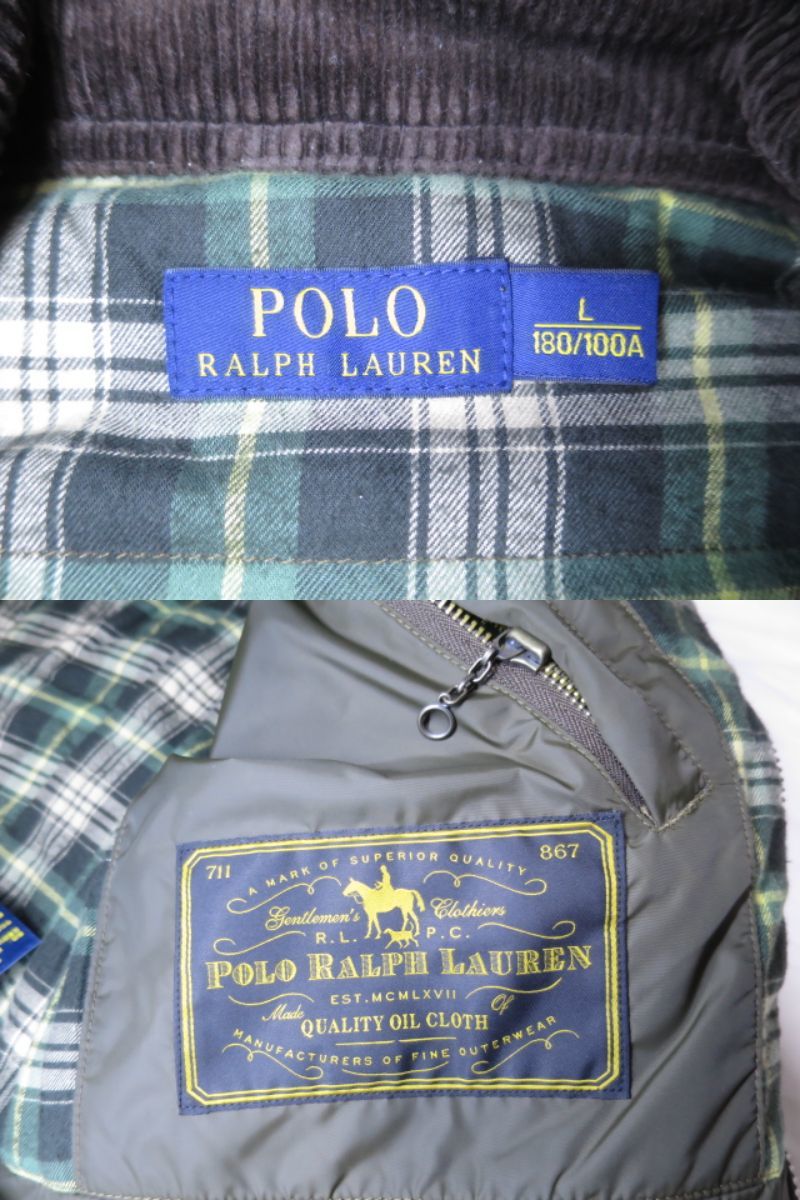 POLO
RALPH LAUREN
L
180/100A
711 867
A MARK OF SUPERIOR QUALITY
Gentlemen's Clothiers
R.L. P.C.
POLO RALPH LAUREN
EST. MCMLXVII
Made Of
QUALITY OIL CLOTH
MANUFACTURERS OF FINE OUTERWEAR